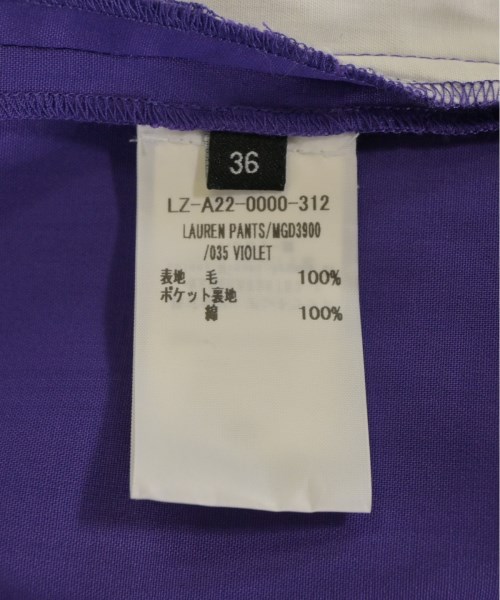 36
LZ-A22-0000-312
LAUREN PANTS/MGD3900
/035 VIOLET
表地 毛 100%
ポケット裏地
綿 100%